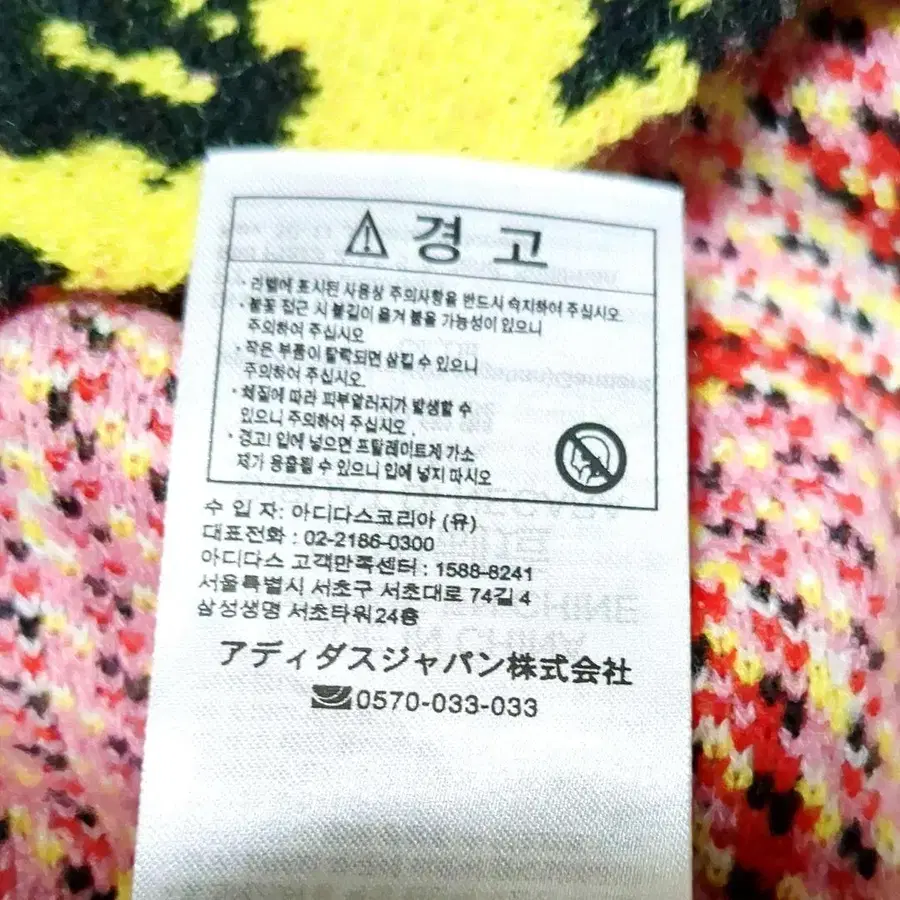 경 고
· 라벨에 표시된 사용상 주의사항을 반드시 숙지하여 주십시오.
· 불꽃 접근 시 불길이 옮겨 붙을 가능성이 있으니
주의하여 주십시오
· 작은 부품이 탈락되면 삼킬 수 있으니
주의하여 주십시오.
· 체질에 따라 피부알러지가 발생할 수
있으니 주의하여 주십시오
· 경고! 입에 넣으면 프탈레이트계 가소
제가 용출될 수 있으니 입에 넣지 마시오
수 입 자: 아디다스코리아 (유)
대표전화 : 02-2186-0300
아디다스 고객만족센터 : 1588-8241
서울특별시 서초구 서초대로 74길 4
삼성생명 서초타워24층
アディダスジャパン株式会社
0570-033-033